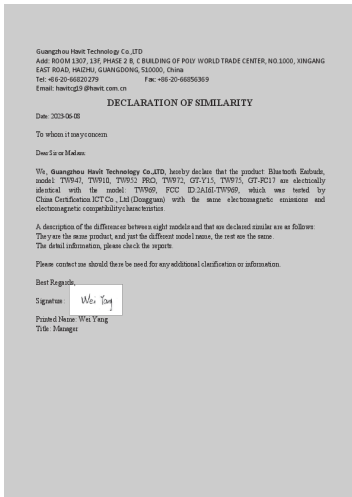 Guangzhou Havit Technology Co.,LTD
Add: ROOM 1307, 13F, PHASE 2 B, C BUILDING OF POLY WORLD TRADE CENTER, NO.1000, XINGANG
EAST ROAD, HAIZHU, GUANGDONG, 510000, China
Tel: +86-20-66820279 Fax: +86-20-66856369
Email: havitcg19@havit.com.cn
DECLARATION OF SIMILARITY
Date: 2023-06-08
To whom it may concern
Dear Sir or Madam:
We, Guangzhou Havit Technology Co.,LTD, hereby declare that the product: Bluetooth Earbuds,
model: TW947, TW910, TW952 PRO, TW972, GT-Y15, TW975, GT-FC17 are electrically
identical with the model: TW969, FCC ID:2AI6I-TW969, which was tested by
China Certification ICT Co., Ltd (Dongguan) with the same electromagnetic emissions and
electromagnetic compatibility characteristics.
A description of the differences between eight models and that are declared similar are as follows:
They are the same product, and just the different model name, the rest are the same.
The detail information, please check the reports.
Please contact me should there be need for any additional clarification or information.
Best Regards,
Signature: Wei Yang
Printed Name: Wei Yang
Title: Manager